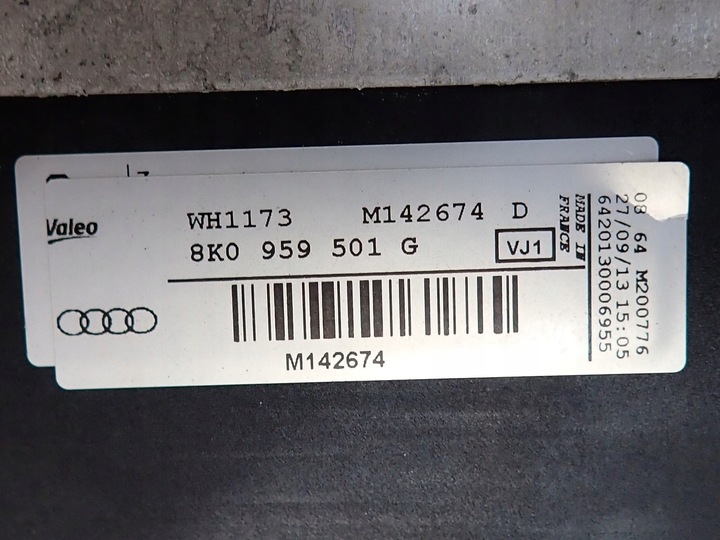 Valeo
WH1173 M142674 D
8K0 959 501 G VJ1
M142674
MADE IN
FRANCE
08 64 M200776
27/09/13 15:05
6420130006955